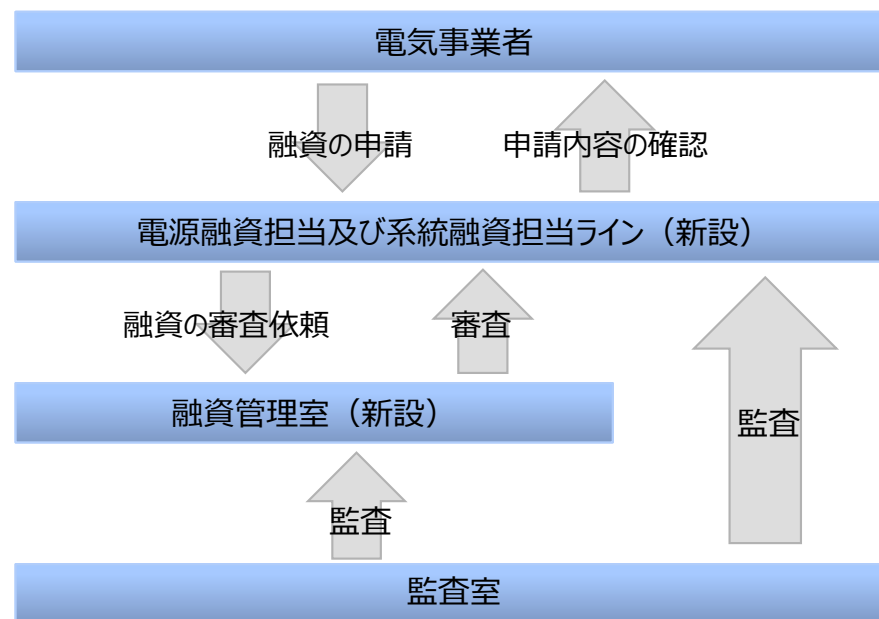 電気事業者
融資の申請
申請内容の確認
電源融資担当及び系統融資担当ライン（新設）
融資の審査依頼
審査
融資管理室（新設）
監査
監査
監査室